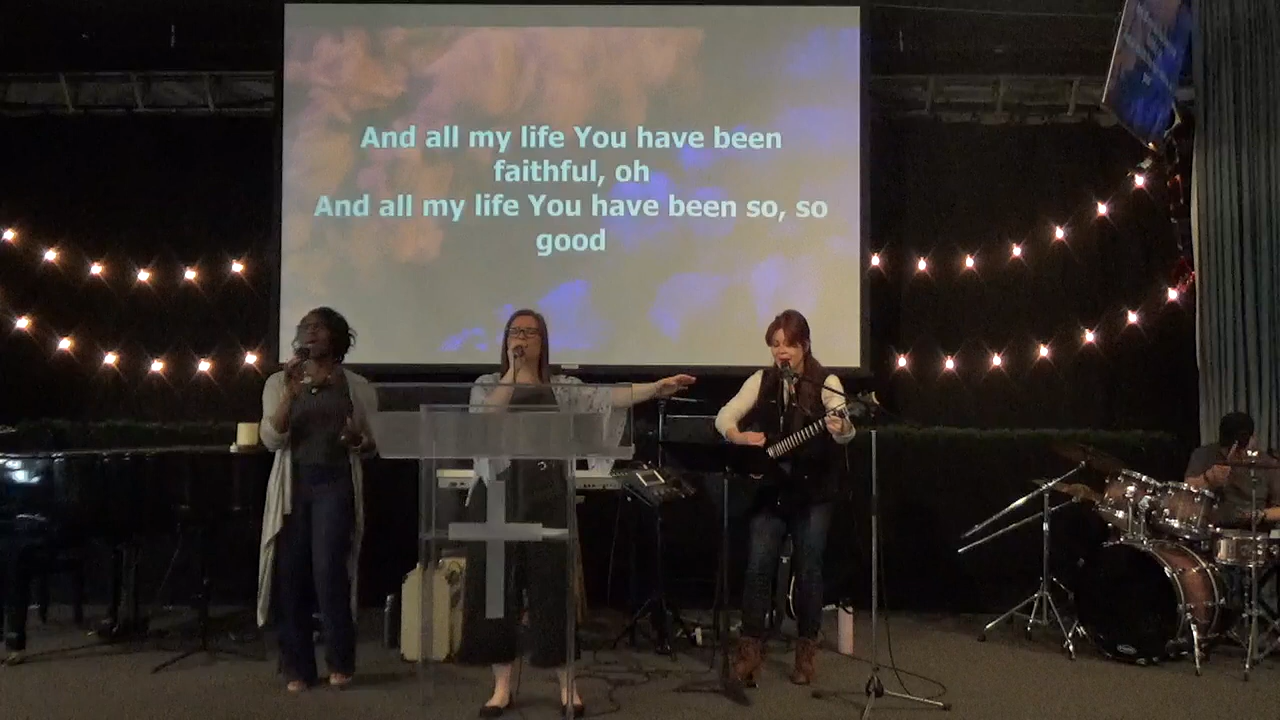 And all my life You have been
faithful, oh
And all my life You have been so, so
good